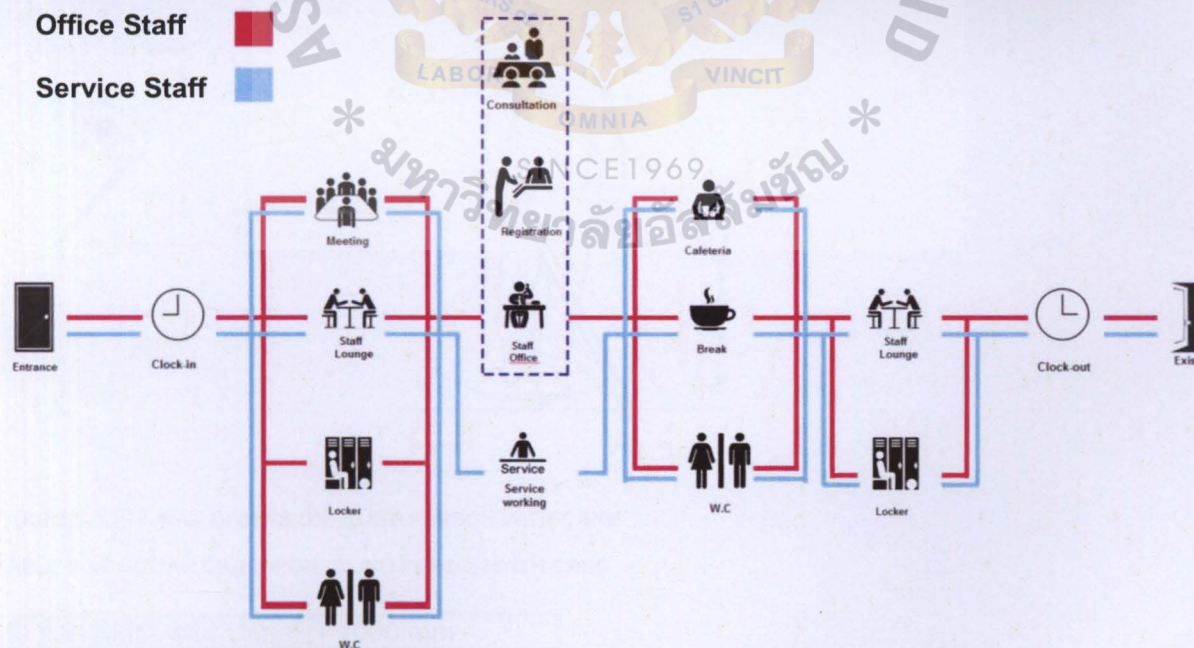 Office Staff
Service Staff
LABOR
VINCIT
OMNIA
SINCE1969
มหาวิทยาลัยอัสสัมชัญ
Consultation
Registration
Meeting
Cafeteria
Entrance
Clock-in
Staff
Lounge
Staff
Office
Break
Staff
Lounge
Clock-out
Locker
Service
Service
working
W.C
Locker
W.C